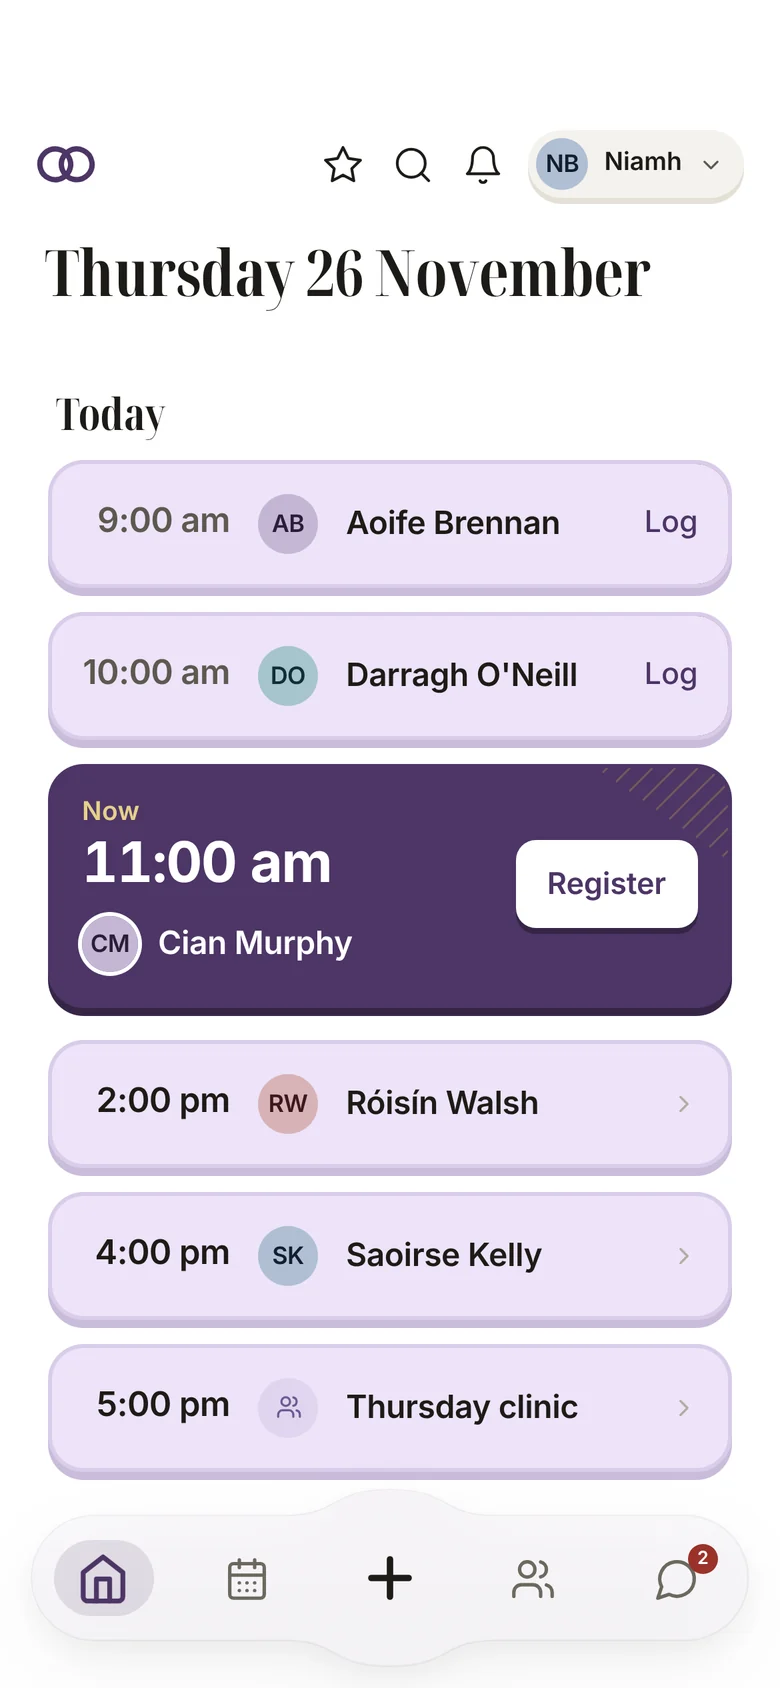 NB Niamh
Thursday 26 November
Today
9:00 am AB Aoife Brennan Log
10:00 am DO Darragh O'Neill Log
Now
11:00 am
Register
CM Cian Murphy
2:00 pm RW Róisín Walsh
4:00 pm SK Saoirse Kelly
5:00 pm Thursday clinic
2